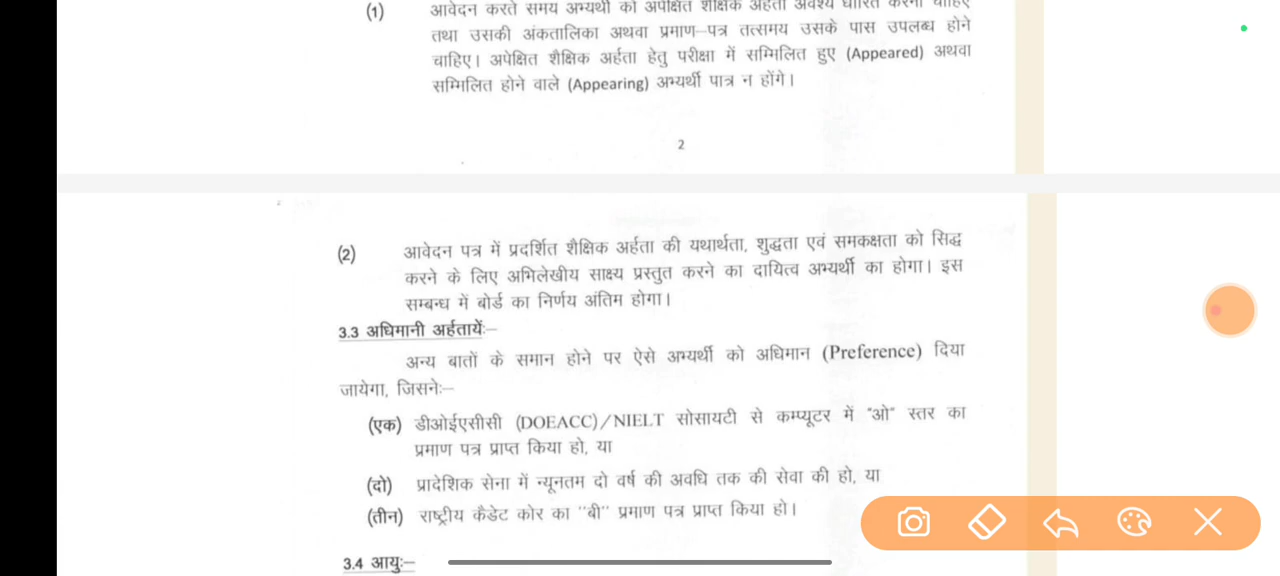 (1) आवेदन करते समय अभ्यर्थी को अपेक्षित शैक्षिक अर्हता अवश्य धारित करना चाहिए
तथा उसकी अंकतालिका अथवा प्रमाण–पत्र तत्समय उसके पास उपलब्ध होने
चाहिए। अपेक्षित शैक्षिक अर्हता हेतु परीक्षा में सम्मिलित हुए (Appeared) अथवा
सम्मिलित होने वाले (Appearing) अभ्यर्थी पात्र न होंगे।
2
(2) आवेदन पत्र में प्रदर्शित शैक्षिक अर्हता की यथार्थता, शुद्धता एवं समकक्षता को सिद्ध
करने के लिए अभिलेखीय साक्ष्य प्रस्तुत करने का दायित्व अभ्यर्थी का होगा। इस
सम्बन्ध में बोर्ड का निर्णय अंतिम होगा।
3.3 अधिमानी अर्हतायेंः–
अन्य बातों के समान होने पर ऐसे अभ्यर्थी को अधिमान (Preference) दिया
जायेगा, जिसनेः–
(एक) डीओईएसीसी (DOEACC)/NIELT सोसायटी से कम्प्यूटर में "ओ" स्तर का
प्रमाण पत्र प्राप्त किया हो, या
(दो) प्रादेशिक सेना में न्यूनतम दो वर्ष की अवधि तक की सेवा की हो, या
(तीन) राष्ट्रीय कैडेट कोर का ''बी'' प्रमाण पत्र प्राप्त किया हो।
3.4 आयुः–